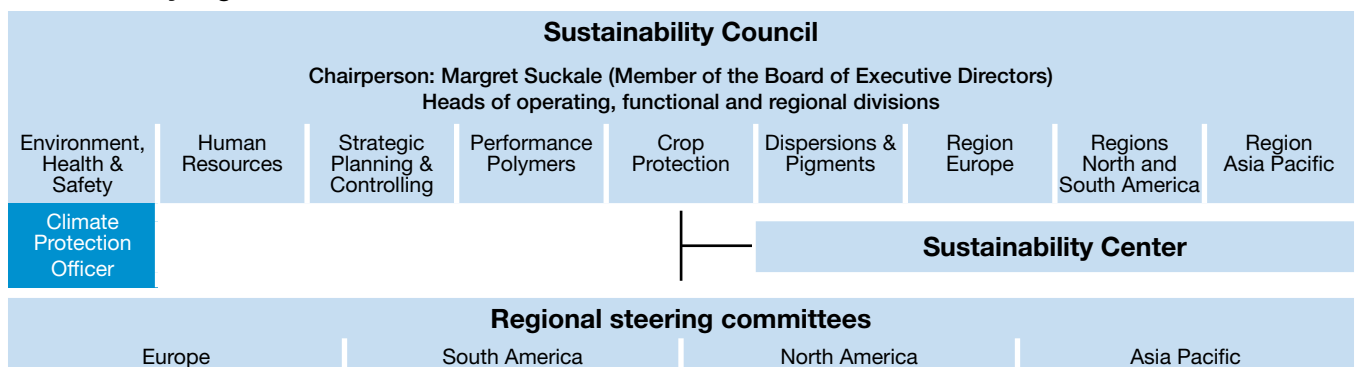 Sustainability Council
Chairperson: Margret Suckale (Member of the Board of Executive Directors)
Heads of operating, functional and regional divisions
Environment,
Health &
Safety
Human
Resources
Strategic
Planning &
Controlling
Performance
Polymers
Crop
Protection
Dispersions &
Pigments
Region
Europe
Regions
North and
South America
Region
Asia Pacific
Climate
Protection
Officer
Sustainability Center
Regional steering committees
Europe
South America
North America
Asia Pacific